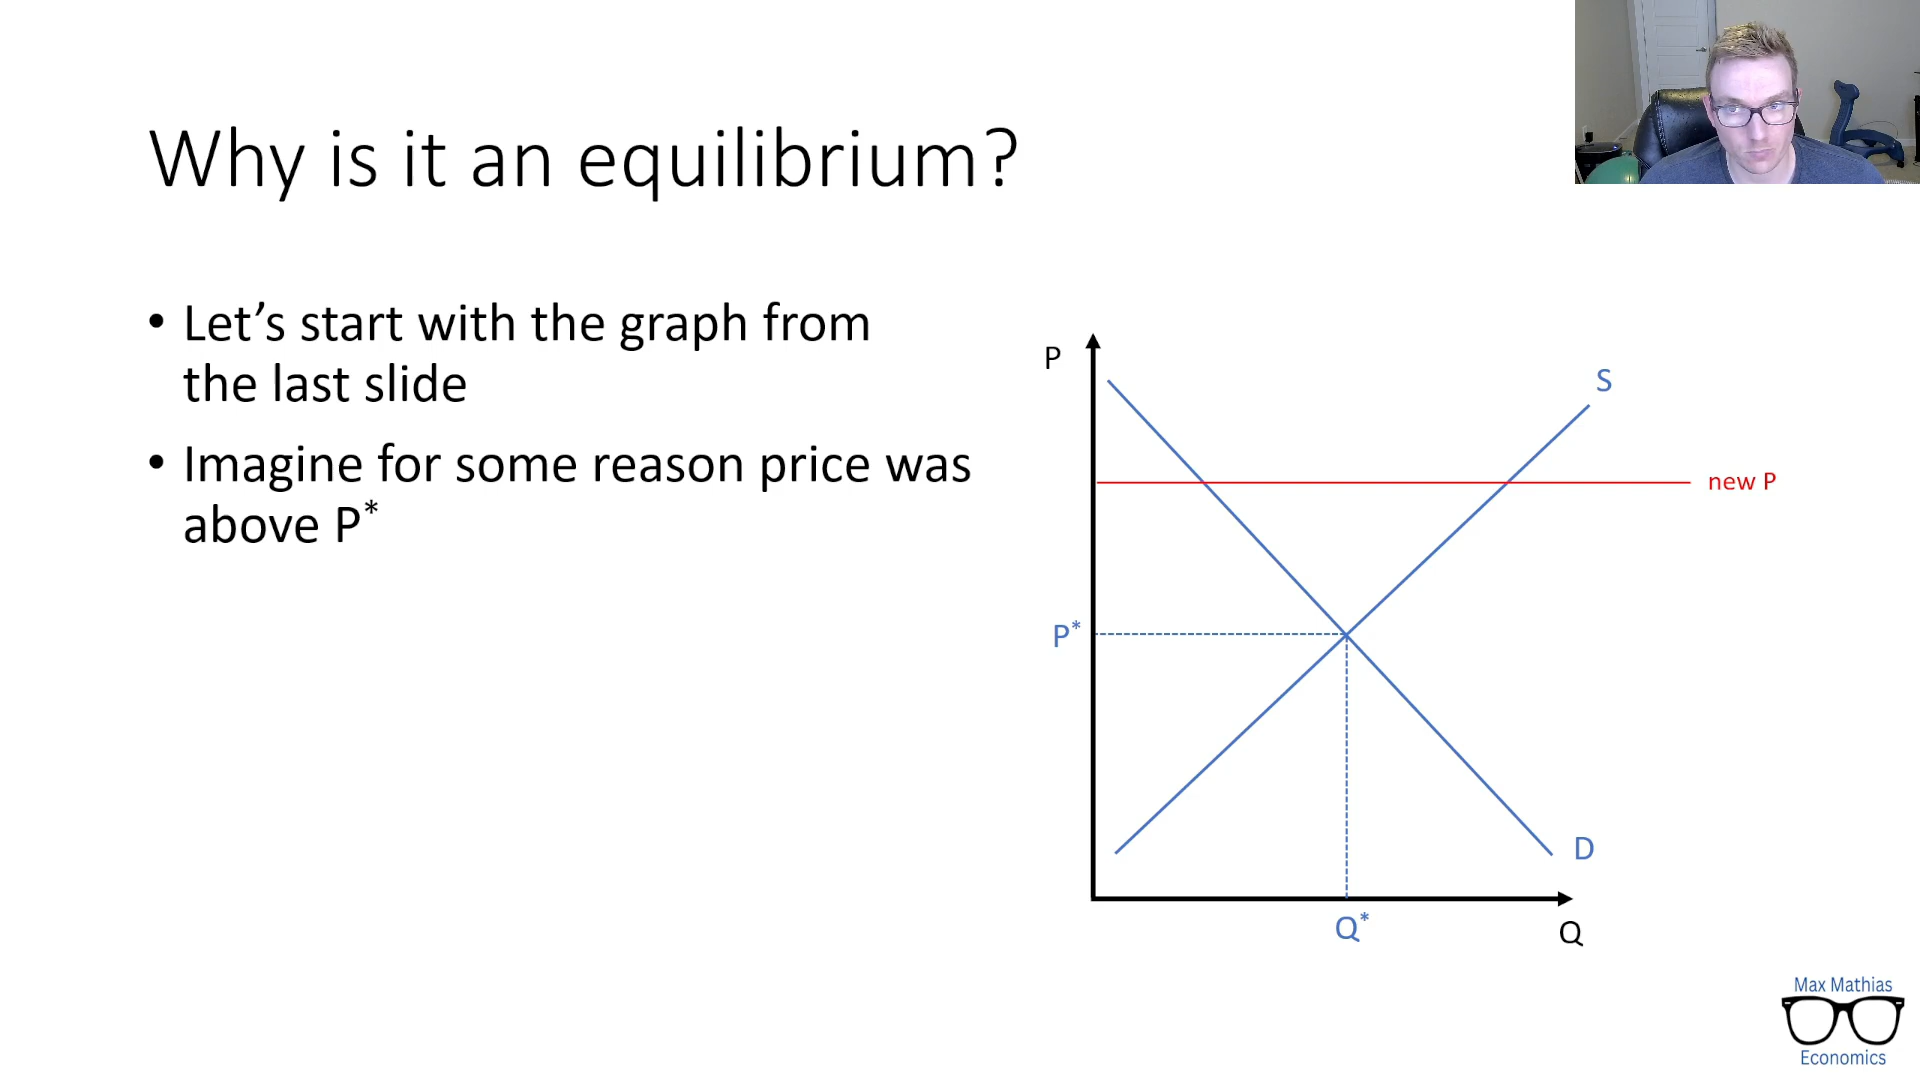 Why is it an equilibrium?
• Let’s start with the graph from
the last slide
• Imagine for some reason price was
above P*
P
S
new P
P*
D
Q*
Q
Max Mathias
Economics